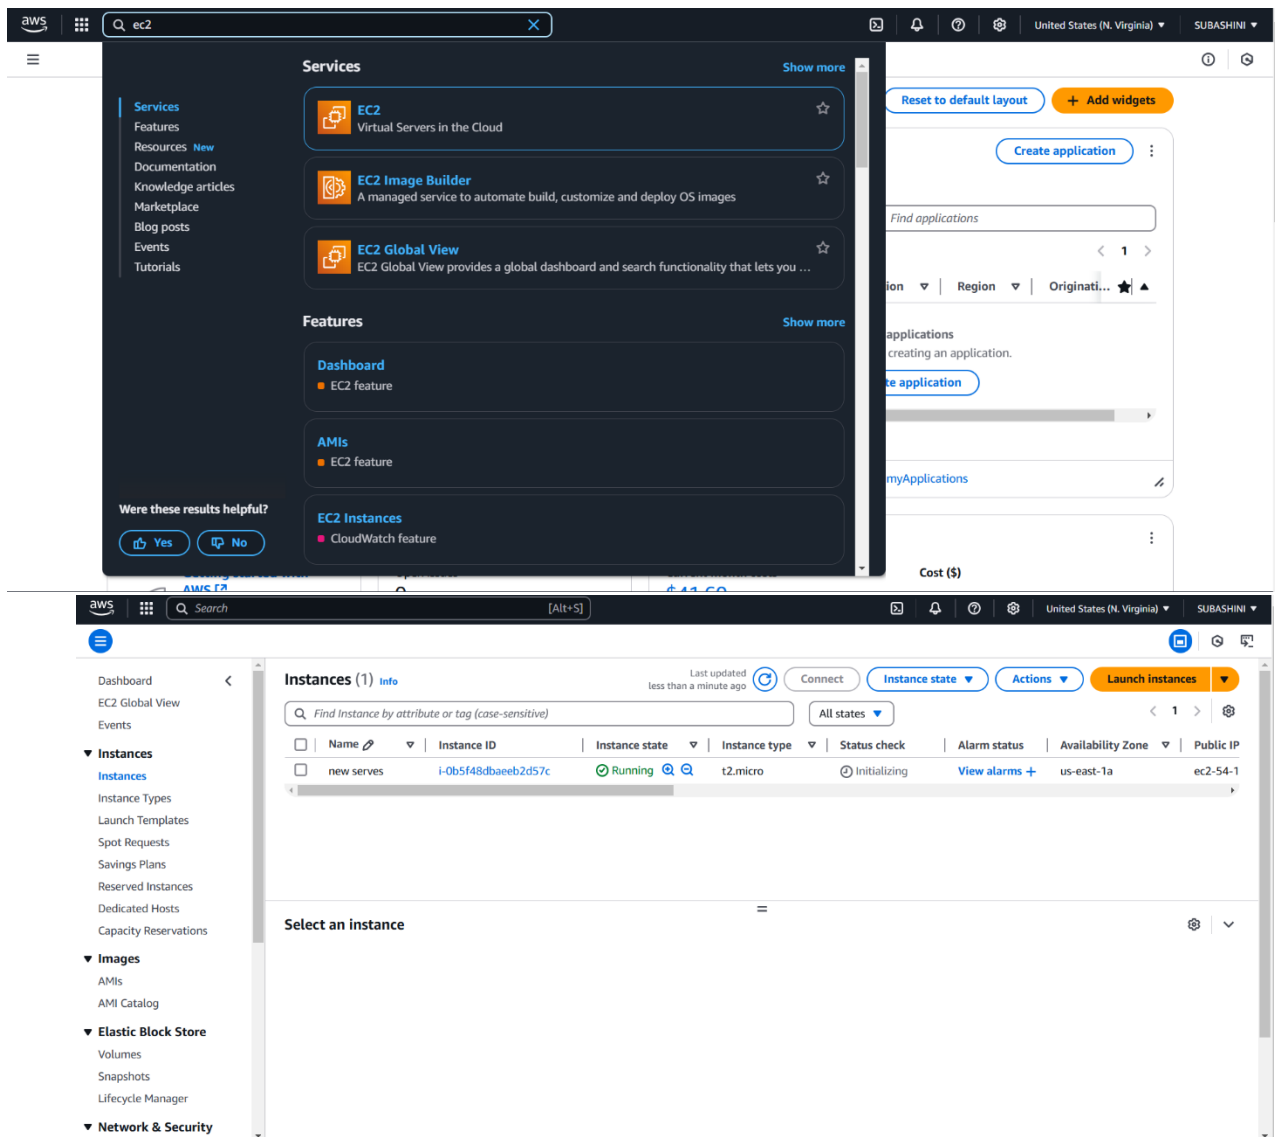 aws
ec2
United States (N. Virginia) ▼
SUBASHINI ▼
Services
Features
Resources New
Documentation
Knowledge articles
Marketplace
Blog posts
Events
Tutorials
Were these results helpful?
Yes
No
Services
Show more
EC2
Virtual Servers in the Cloud
EC2 Image Builder
A managed service to automate build, customize and deploy OS images
EC2 Global View
EC2 Global View provides a global dashboard and search functionality that lets you ...
Features
Show more
Dashboard
EC2 feature
AMIs
EC2 feature
EC2 Instances
CloudWatch feature
Reset to default layout
+ Add widgets
Create application
Find applications
1
ion
Region
Originati...
applications
creating an application.
te application
myApplications
Cost ($)
AWS
aws
Search
[Alt+S]
United States (N. Virginia) ▼
SUBASHINI ▼
Dashboard
EC2 Global View
Events
Instances
Instances
Instance Types
Launch Templates
Spot Requests
Savings Plans
Reserved Instances
Dedicated Hosts
Capacity Reservations
Images
AMIs
AMI Catalog
Elastic Block Store
Volumes
Snapshots
Lifecycle Manager
Network & Security
Instances (1) Info
Last updated
less than a minute ago
Connect
Instance state ▼
Actions ▼
Launch instances
Find Instance by attribute or tag (case-sensitive)
All states ▼
1
Name
Instance ID
Instance state
Instance type
Status check
Alarm status
Availability Zone
Public IP
new serves
i-0b5f48dbaeeb2d57c
Running
t2.micro
Initializing
View alarms +
us-east-1a
ec2-54-1
Select an instance